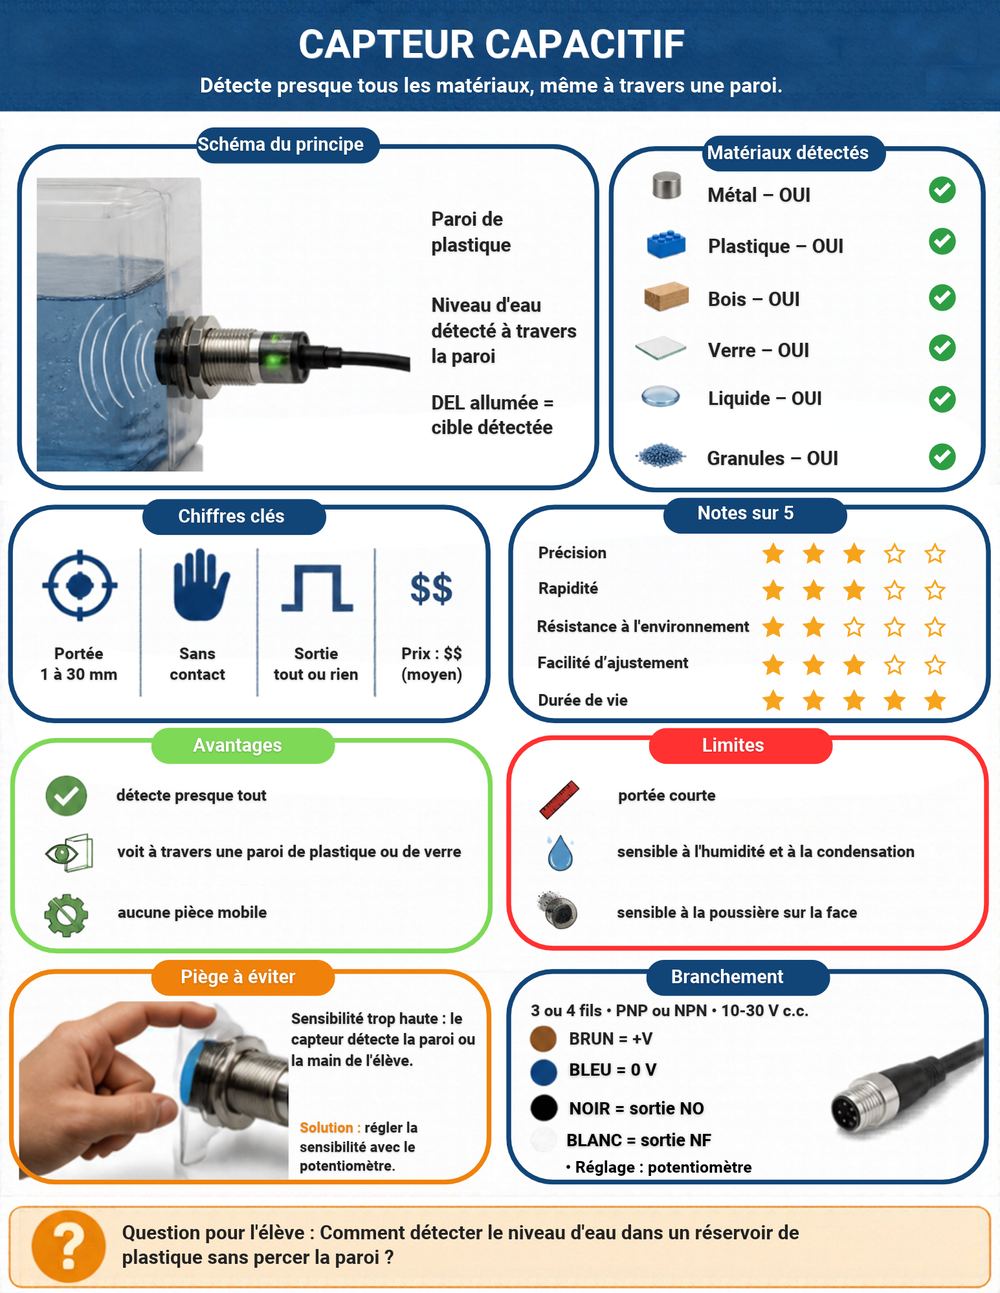 CAPTEUR CAPACITIF
Détecte presque tous les matériaux, même à travers une paroi.
Schéma du principe
Paroi de
plastique
Niveau d'eau
détecté à travers
la paroi
DEL allumée =
cible détectée
Matériaux détectés
Métal – OUI
Plastique – OUI
Bois – OUI
Verre – OUI
Liquide – OUI
Granules – OUI
Chiffres clés
$$
Portée
1 à 30 mm
Sans
contact
Sortie
tout ou rien
Prix : $$
(moyen)
Notes sur 5
Précision
Rapidité
Résistance à l'environnement
Facilité d’ajustement
Durée de vie
Avantages
détecte presque tout
voit à travers une paroi de plastique ou de verre
aucune pièce mobile
Limites
portée courte
sensible à l'humidité et à la condensation
sensible à la poussière sur la face
Piège à éviter
Sensibilité trop haute : le
capteur détecte la paroi ou
la main de l'élève.
Solution : régler la
sensibilité avec le
potentiomètre.
Branchement
3 ou 4 fils • PNP ou NPN • 10-30 V c.c.
BRUN = +V
BLEU = 0 V
NOIR = sortie NO
BLANC = sortie NF
• Réglage : potentiomètre
?
Question pour l'élève : Comment détecter le niveau d'eau dans un réservoir de
plastique sans percer la paroi ?